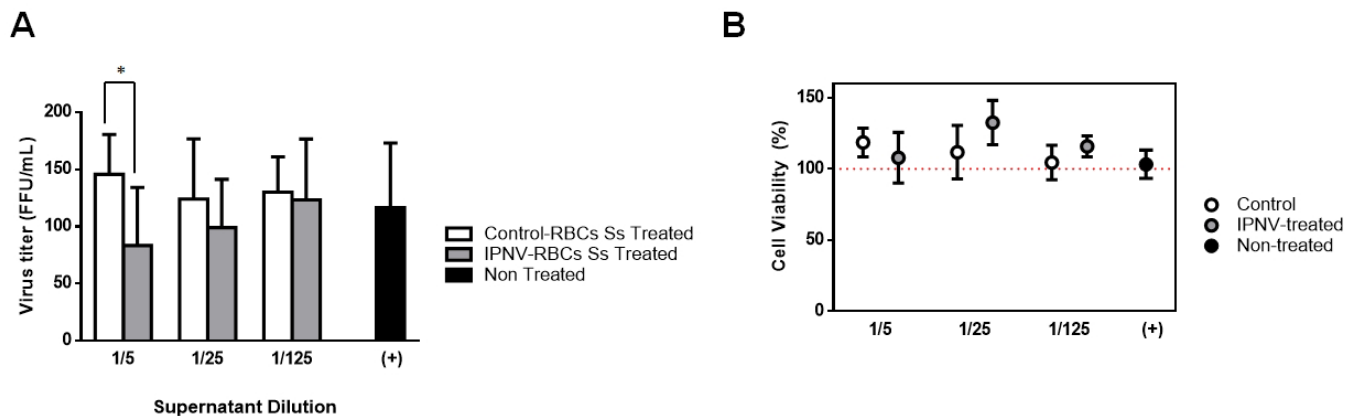 A
*
Virus titer (FFU/mL)
200
150
100
50
0
1/5 1/25 1/125 (+)
Supernatant Dilution
Control-RBCs Ss Treated
IPNV-RBCs Ss Treated
Non Treated
B
Cell Viability (%)
150
100
50
0
1/5 1/25 1/125 (+)
Control
IPNV-treated
Non-treated